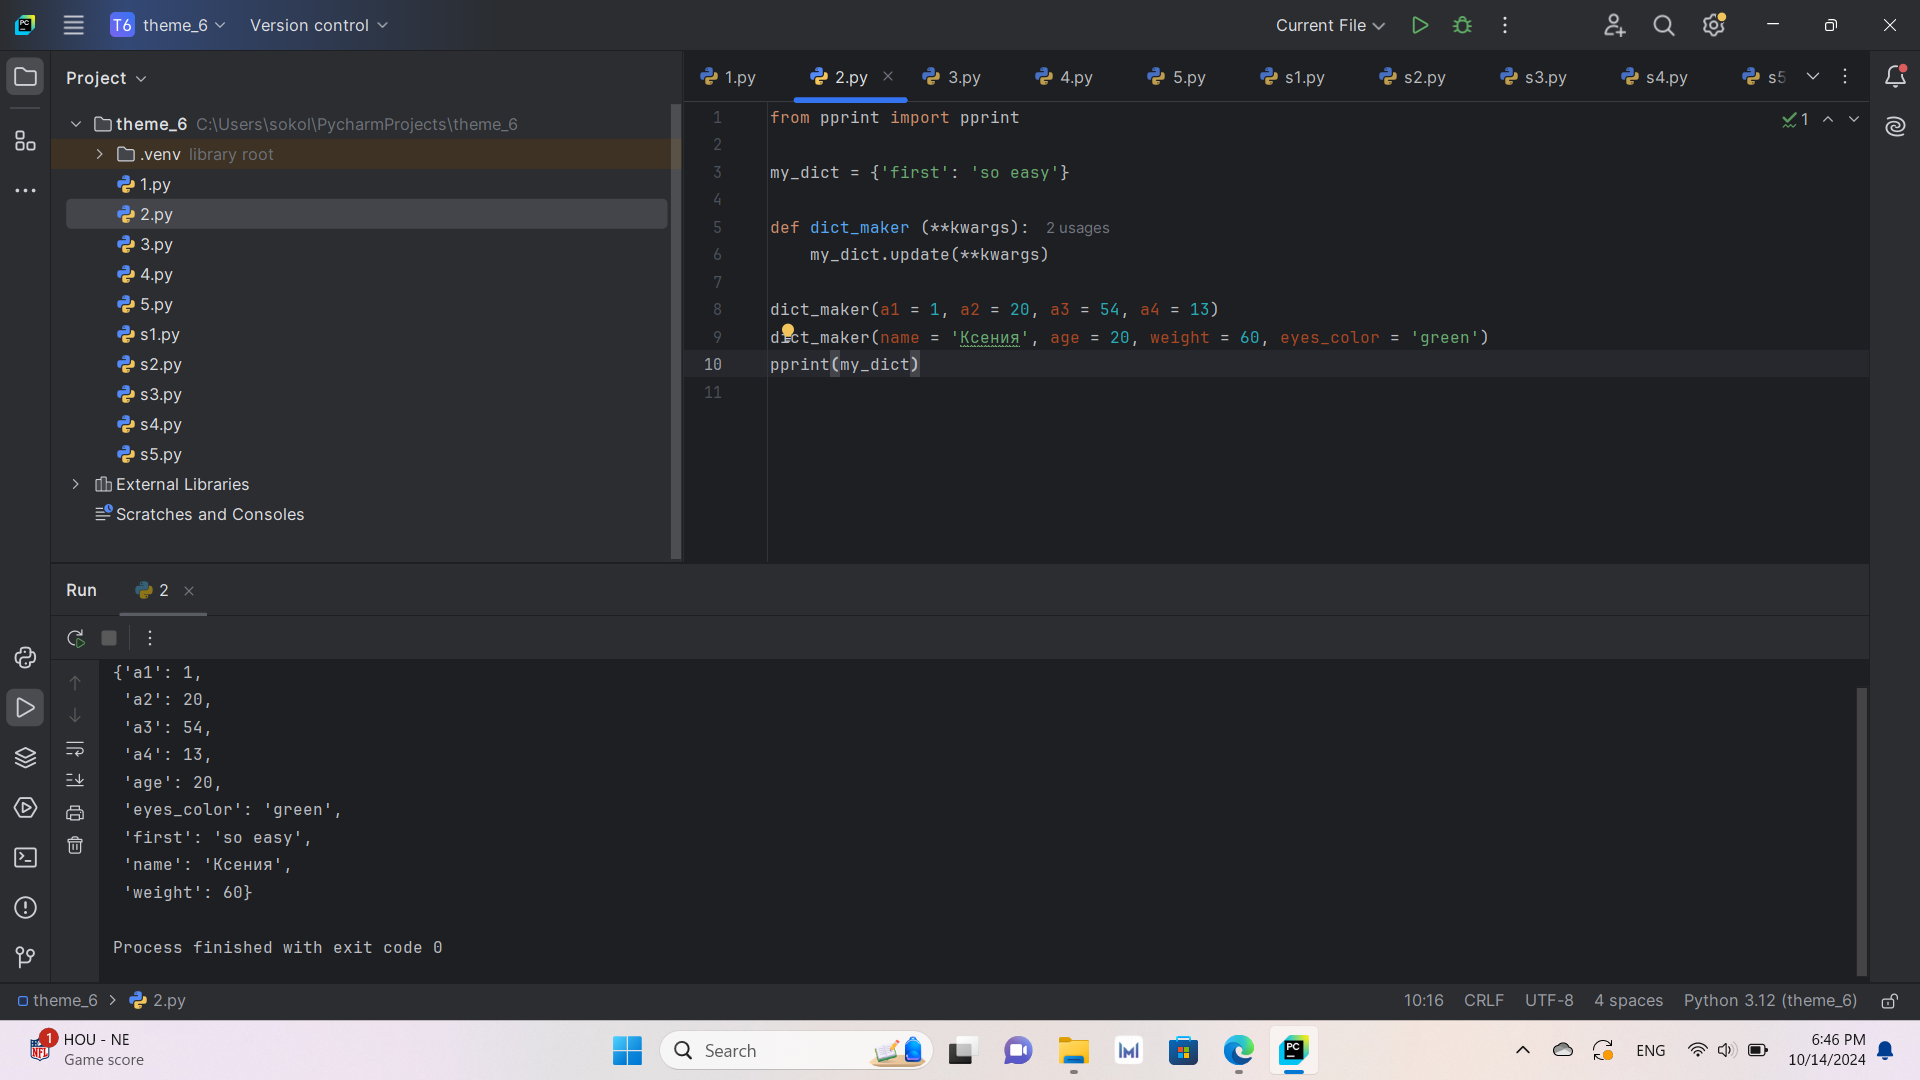 T6 theme_6 Version control Current File
Project
1.py 2.py 3.py 4.py 5.py s1.py s2.py s3.py s4.py s5
theme_6 C:\Users\sokol\PycharmProjects\theme_6
.venv library root
1.py
2.py
3.py
4.py
5.py
s1.py
s2.py
s3.py
s4.py
s5.py
External Libraries
Scratches and Consoles
1 from pprint import pprint
1
2
3 my_dict = {'first': 'so easy'}
4
5 def dict_maker (**kwargs): 2 usages
6 my_dict.update(**kwargs)
7
8 dict_maker(a1 = 1, a2 = 20, a3 = 54, a4 = 13)
9 dict_maker(name = 'Ксения', age = 20, weight = 60, eyes_color = 'green')
10 pprint(my_dict)
11
Run 2
{'a1': 1,
'a2': 20,
'a3': 54,
'a4': 13,
'age': 20,
'eyes_color': 'green',
'first': 'so easy',
'name': 'Ксения',
'weight': 60}
Process finished with exit code 0
theme_6 2.py 10:16 CRLF UTF-8 4 spaces Python 3.12 (theme_6)
1 NFL HOU - NE
Game score
Search
PC
ENG
6:46 PM
10/14/2024